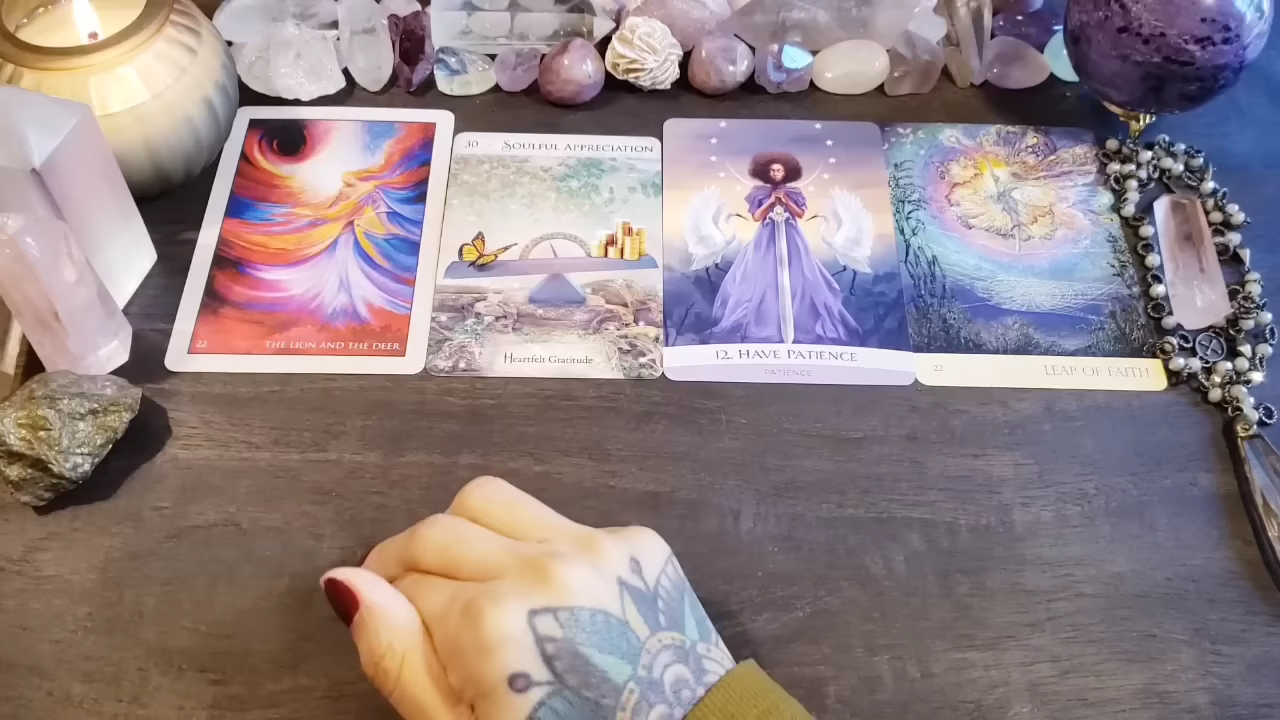 22
THE LION AND THE DEER
30
SOULFUL APPRECIATION
Heartfelt Gratitude
12. HAVE PATIENCE
PATIENCE
22
LEAP OF FAITH